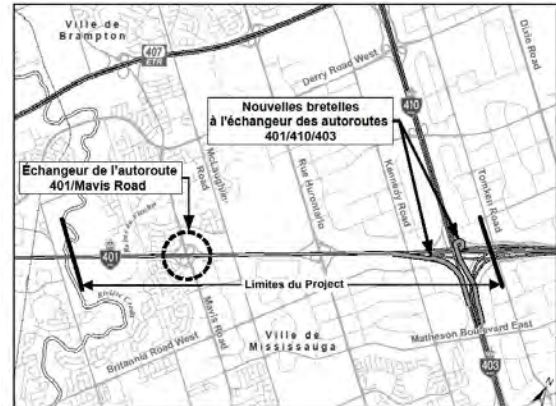 Ville de
Brampton
407
ETR
Derry Road West
Dixie Road
410
Nouvelles bretelles
à l'échangeur des autoroutes
401/410/403
Échangeur de l'autoroute
401/Mavis Road
McLaughlin
Road
Rue Hurontario
Kennedy Road
Tomken Road
401
Limites du Project
Rivière Credit
Mavis Road
Britannia Road West
Ville de
Mississauga
Matheson Boulevard East
403
N